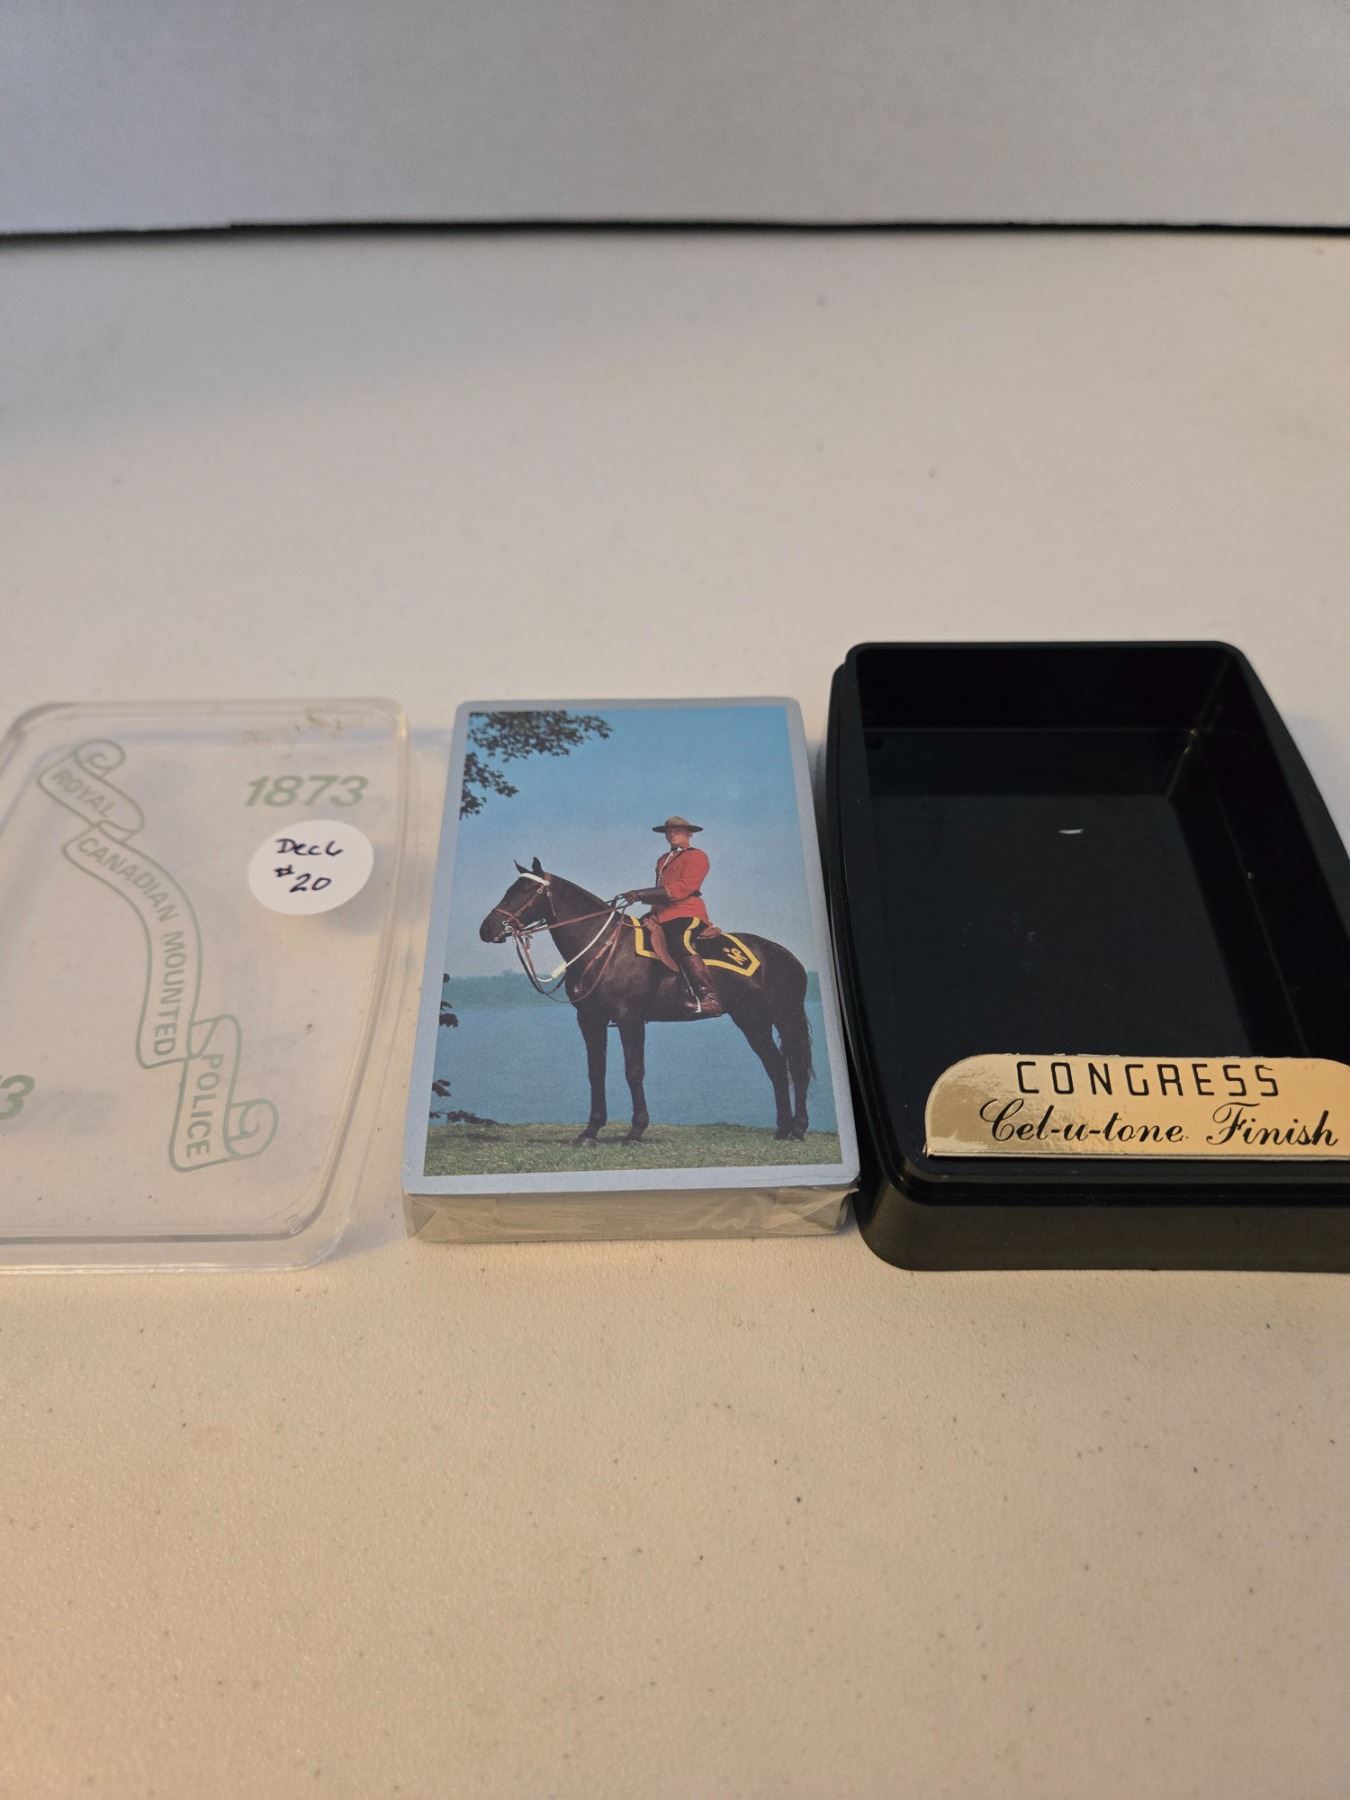 1873
ROYAL
CANADIAN MOUNTED
POLICE
Deck
#20
3
CONGRESS
Cel-u-tone Finish